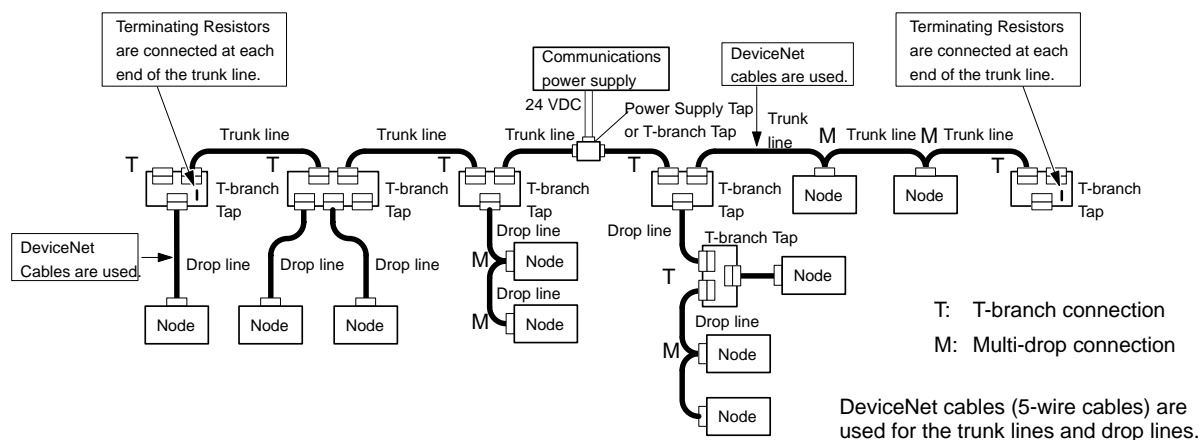 Terminating Resistors
are connected at each
end of the trunk line.
Communications
power supply
24 VDC
DeviceNet
cables are used.
Terminating Resistors
are connected at each
end of the trunk line.
Power Supply Tap
or T-branch Tap
Trunk line
Trunk line
Trunk line
Trunk
line
M
Trunk line
M
Trunk line
T
T
T
T
T
T-branch
Tap
T-branch
Tap
T-branch
Tap
T-branch
Tap
Node
Node
T-branch
Tap
DeviceNet
Cables are used.
Drop line
Drop line
Drop line
Drop line
M
Node
Drop line
M
Node
Drop line
T-branch Tap
T
Node
Node
Node
Node
Drop line
M
Node
Node
T: T-branch connection
M: Multi-drop connection
DeviceNet cables (5-wire cables) are
used for the trunk lines and drop lines.